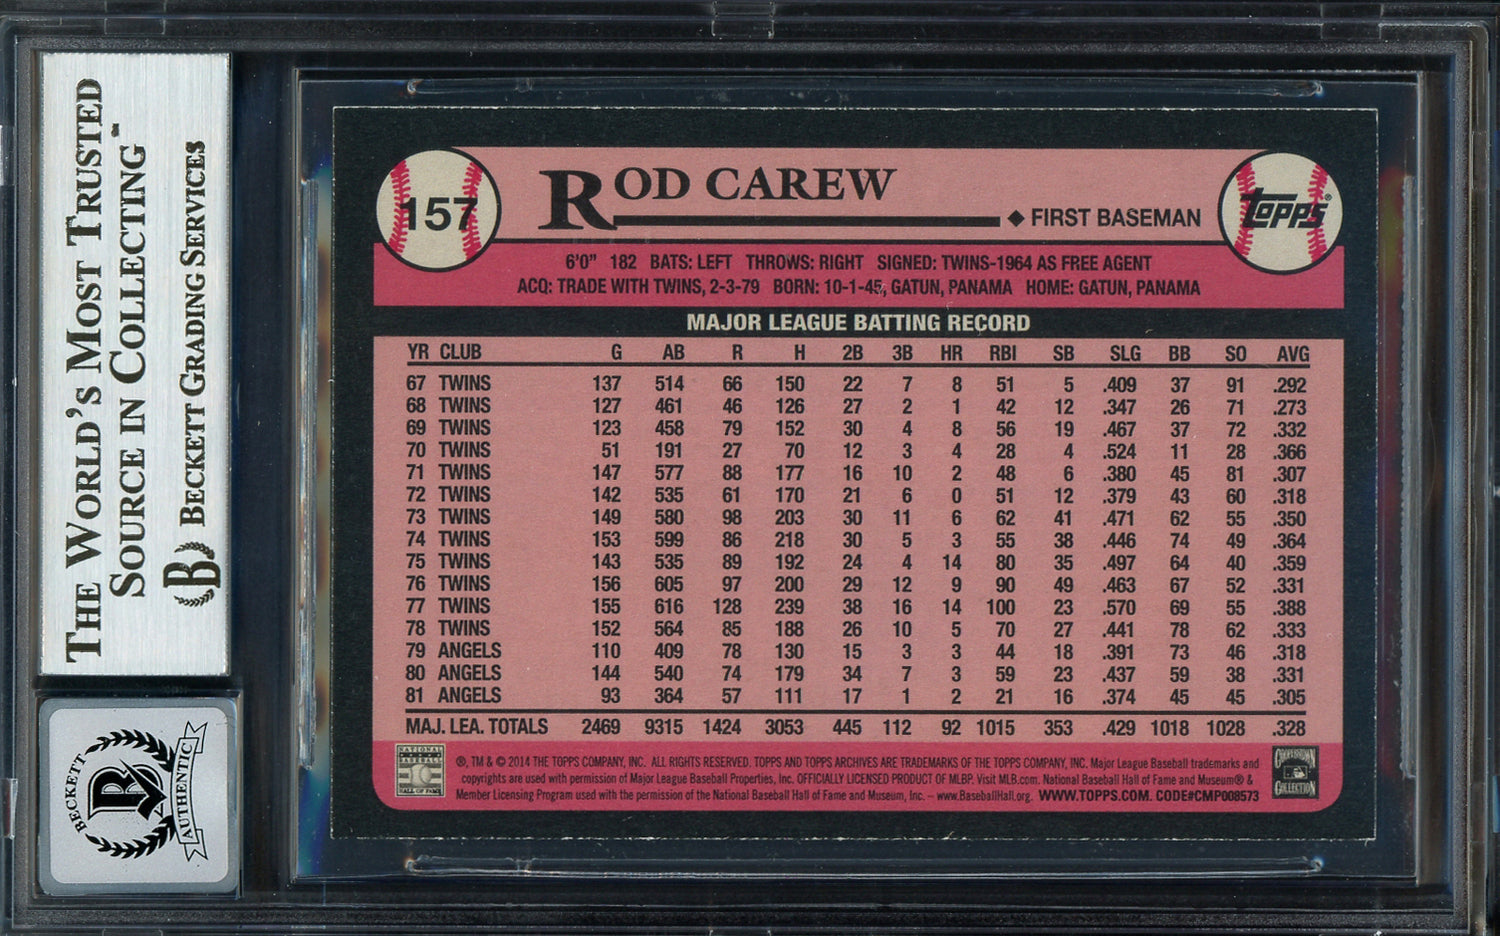 THE WORLD'S MOST TRUSTED
SOURCE IN COLLECTING™
BECKETT GRADING SERVICES
BECKETT
AUTHENTIC
157
ROD CAREW
◆ FIRST BASEMAN
topps®
6'0" 182 BATS: LEFT THROWS: RIGHT SIGNED: TWINS-1964 AS FREE AGENT
ACQ: TRADE WITH TWINS, 2-3-79 BORN: 10-1-45, GATUN, PANAMA HOME: GATUN, PANAMA
MAJOR LEAGUE BATTING RECORD
YR CLUB G AB R H 2B 3B HR RBI SB SLG BB SO AVG
67 TWINS 137 514 66 150 22 7 8 51 5 .409 37 91 .292
68 TWINS 127 461 46 126 27 2 1 42 12 .347 26 71 .273
69 TWINS 123 458 79 152 30 4 8 56 19 .467 37 72 .332
70 TWINS 51 191 27 70 12 3 4 28 4 .524 11 28 .366
71 TWINS 147 577 88 177 16 10 2 48 6 .380 45 81 .307
72 TWINS 142 535 61 170 21 6 0 51 12 .379 43 60 .318
73 TWINS 149 580 98 203 30 11 6 62 41 .471 62 55 .350
74 TWINS 153 599 86 218 30 5 3 55 38 .446 74 49 .364
75 TWINS 143 535 89 192 24 4 14 80 35 .497 64 40 .359
76 TWINS 156 605 97 200 29 12 9 90 49 .463 67 52 .331
77 TWINS 155 616 128 239 38 16 14 100 23 .570 69 55 .388
78 TWINS 152 564 85 188 26 10 5 70 27 .441 78 62 .333
79 ANGELS 110 409 78 130 15 3 3 44 18 .391 73 46 .318
80 ANGELS 144 540 74 179 34 7 3 59 23 .437 59 38 .331
81 ANGELS 93 364 57 111 17 1 2 21 16 .374 45 45 .305
MAJ. LEA. TOTALS 2469 9315 1424 3053 445 112 92 1015 353 .429 1018 1028 .328
NATIONAL
BASEBALL
HALL OF FAME
®, TM & © 2014 THE TOPPS COMPANY, INC. ALL RIGHTS RESERVED. TOPPS AND TOPPS ARCHIVES ARE TRADEMARKS OF THE TOPPS COMPANY, INC. Major League Baseball trademarks and
copyrights are used with permission of Major League Baseball Properties, Inc. OFFICIALLY LICENSED PRODUCT OF MLBP. Visit MLB.com. National Baseball Hall of Fame and Museum® &
Member Licensing Program used with the permission of the National Baseball Hall of Fame and Museum, Inc. – www.BaseballHall.org. WWW.TOPPS.COM. CODE#CMP008573
COOPERSTOWN
COLLECTION